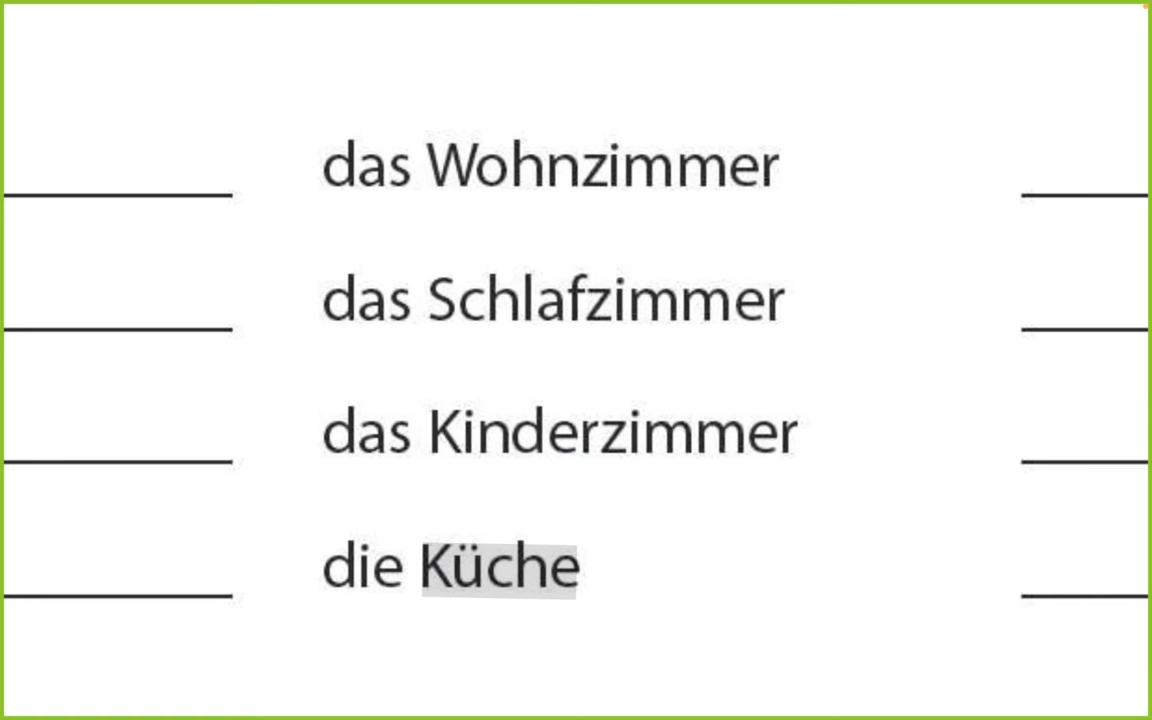 das Wohnzimmer
das Schlafzimmer
das Kinderzimmer
die Küche